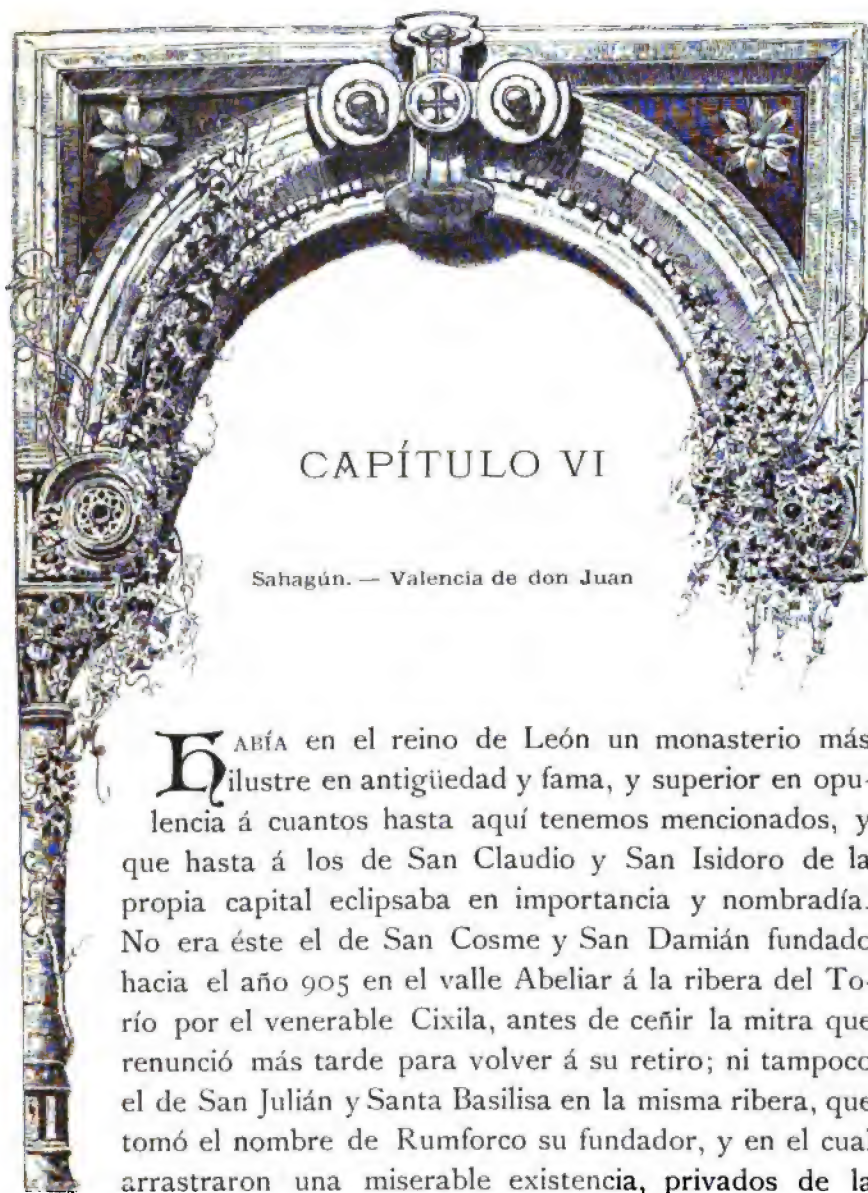 CAPÍTULO VI
Sahagún. — Valencia de don Juan
HABÍA en el reino de León un monasterio más
ilustre en antigüedad y fama, y superior en opu-
lencia á cuantos hasta aquí tenemos mencionados, y
que hasta á los de San Claudio y San Isidoro de la
propia capital eclipsaba en importancia y nombradía.
No era éste el de San Cosme y San Damián fundado
hacia el año 905 en el valle Abeliar á la ribera del To-
río por el venerable Cixila, antes de ceñir la mitra que
renunció más tarde para volver á su retiro; ni tampoco
el de San Julián y Santa Basilisa en la misma ribera, que
tomó el nombre de Rumforco su fundador, y en el cual
arrastraron una miserable existencia, privados de l